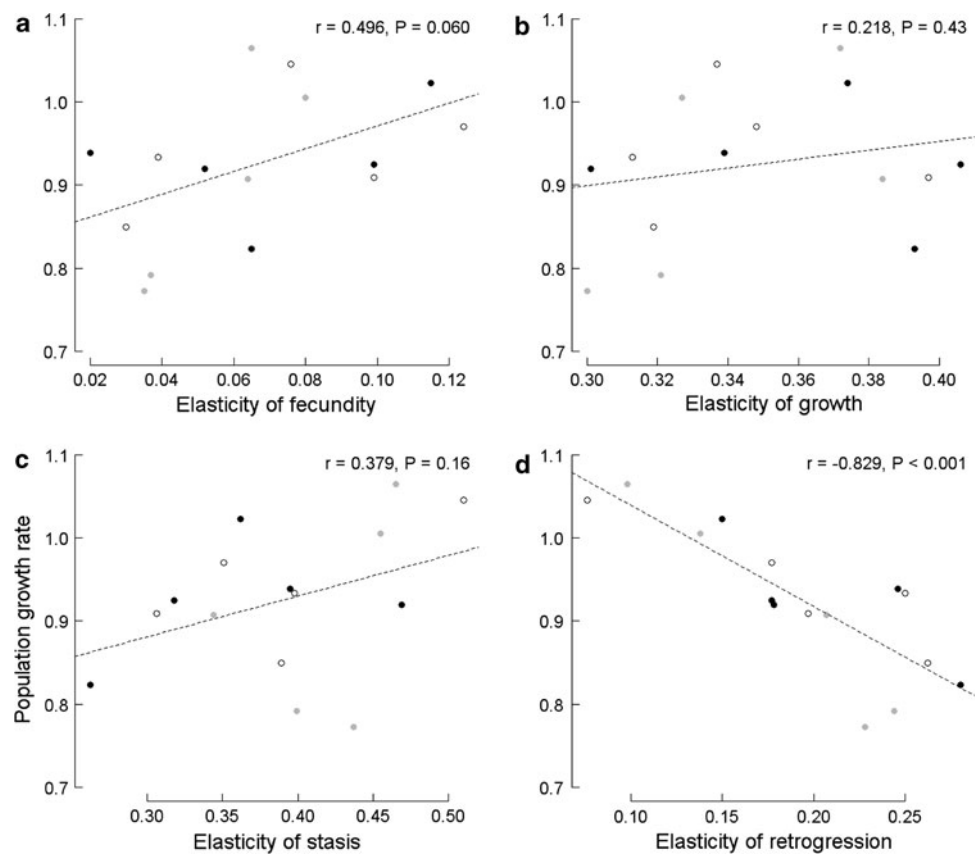 a
r = 0.496, P = 0.060
1.1
1.0
0.9
0.8
0.7
0.02 0.04 0.06 0.08 0.10 0.12
Elasticity of fecundity
b
r = 0.218, P = 0.43
1.1
1.0
0.9
0.8
0.7
0.30 0.32 0.34 0.36 0.38 0.40
Elasticity of growth
c
r = 0.379, P = 0.16
1.1
1.0
0.9
0.8
0.7
0.30 0.35 0.40 0.45 0.50
Elasticity of stasis
Population growth rate
d
r = -0.829, P < 0.001
1.1
1.0
0.9
0.8
0.7
0.10 0.15 0.20 0.25
Elasticity of retrogression